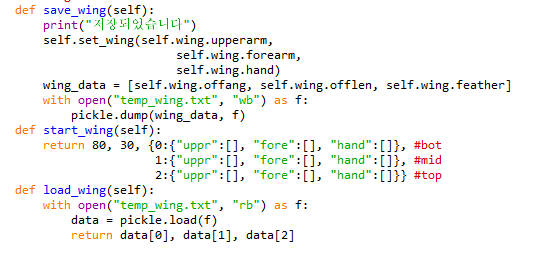 def save_wing(self):
    print("저장되었습니다")
    self.set_wing(self.wing.upperarm,
                  self.wing.forearm,
                  self.wing.hand)
    wing_data = [self.wing.offang, self.wing.offlen, self.wing.feather]
    with open("temp_wing.txt", "wb") as f:
        pickle.dump(wing_data, f)
def start_wing(self):
    return 80, 30, {0:{"uppr":[], "fore":[], "hand":[]}, #bot
                    1:{"uppr":[], "fore":[], "hand":[]}, #mid
                    2:{"uppr":[], "fore":[], "hand":[]}} #top
def load_wing(self):
    with open("temp_wing.txt", "rb") as f:
        data = pickle.load(f)
        return data[0], data[1], data[2]